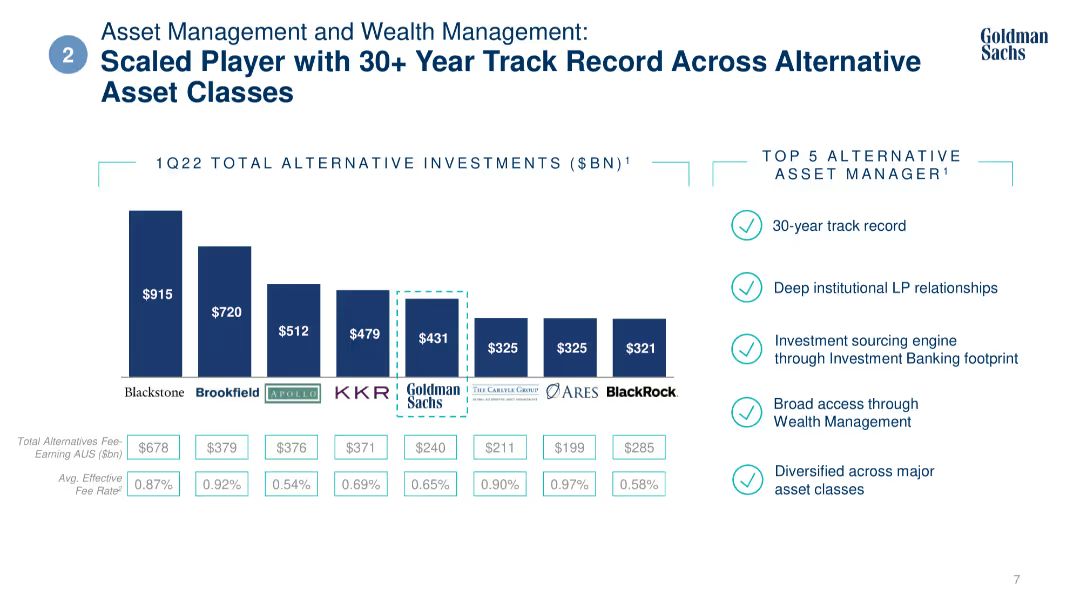 2
Asset Management and Wealth Management:
Scaled Player with 30+ Year Track Record Across Alternative
Asset Classes
Goldman
Sachs
1Q22 TOTAL ALTERNATIVE INVESTMENTS ($BN)¹
$915
$720
$512
$479
$431
$325
$325
$321
Blackstone
Brookfield
APOLLO
KKR
Goldman
Sachs
THE CARLYLE GROUP
ARES
BlackRock
Total Alternatives Fee-
Earning AUS ($bn)
$678
$379
$376
$371
$240
$211
$199
$285
Avg. Effective
Fee Rate²
0.87%
0.92%
0.54%
0.69%
0.65%
0.90%
0.97%
0.58%
TOP 5 ALTERNATIVE
ASSET MANAGER¹
30-year track record
Deep institutional LP relationships
Investment sourcing engine
through Investment Banking footprint
Broad access through
Wealth Management
Diversified across major
asset classes
7